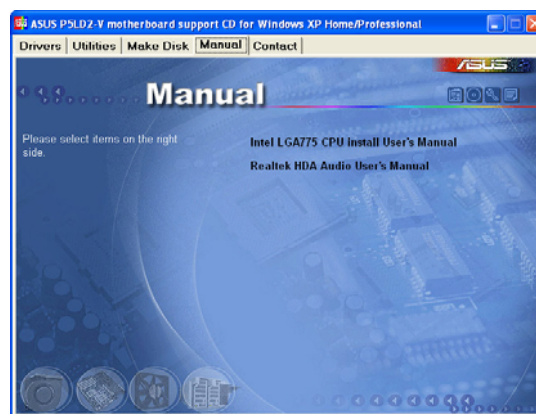 ASUS P5LD2-V motherboard support CD for Windows XP Home/Professional
Drivers Utilities Make Disk Manual Contact
ASUS
Manual
Please select items on the right
side.
Intel LGA775 CPU install User's Manual
Realtek HDA Audio User's Manual